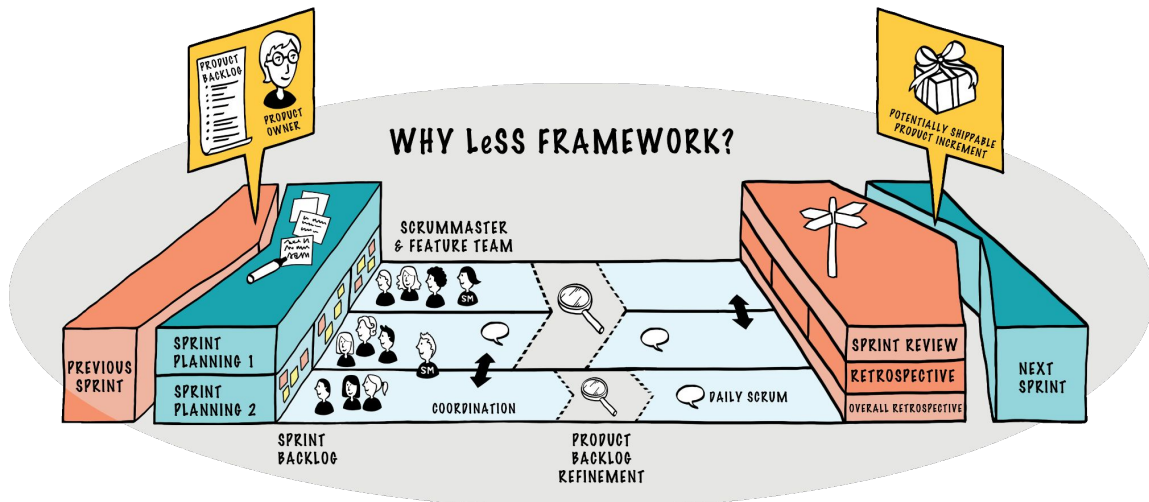 PRODUCT
BACKLOG
PRODUCT
OWNER
WHY LeSS FRAMEWORK?
POTENTIALLY SHIPPABLE
PRODUCT INCREMENT
SCRUMMASTER
& FEATURE TEAM
SM
SM
PREVIOUS
SPRINT
SPRINT
PLANNING 1
SPRINT
PLANNING 2
COORDINATION
DAILY SCRUM
SPRINT REVIEW
RETROSPECTIVE
OVERALL RETROSPECTIVE
NEXT
SPRINT
SPRINT
BACKLOG
PRODUCT
BACKLOG
REFINEMENT